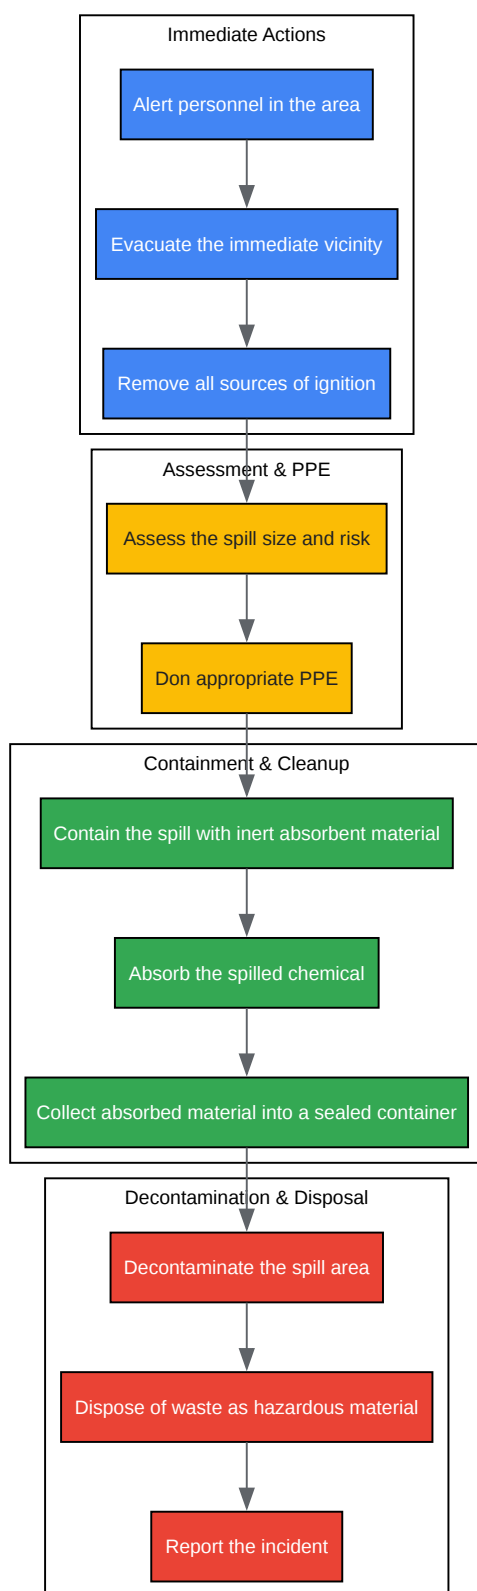 Immediate Actions
Alert personnel in the area
Evacuate the immediate vicinity
Remove all sources of ignition
Assessment & PPE
Assess the spill size and risk
Don appropriate PPE
Containment & Cleanup
Contain the spill with inert absorbent material
Absorb the spilled chemical
Collect absorbed material into a sealed container
Decontamination & Disposal
Decontaminate the spill area
Dispose of waste as hazardous material
Report the incident